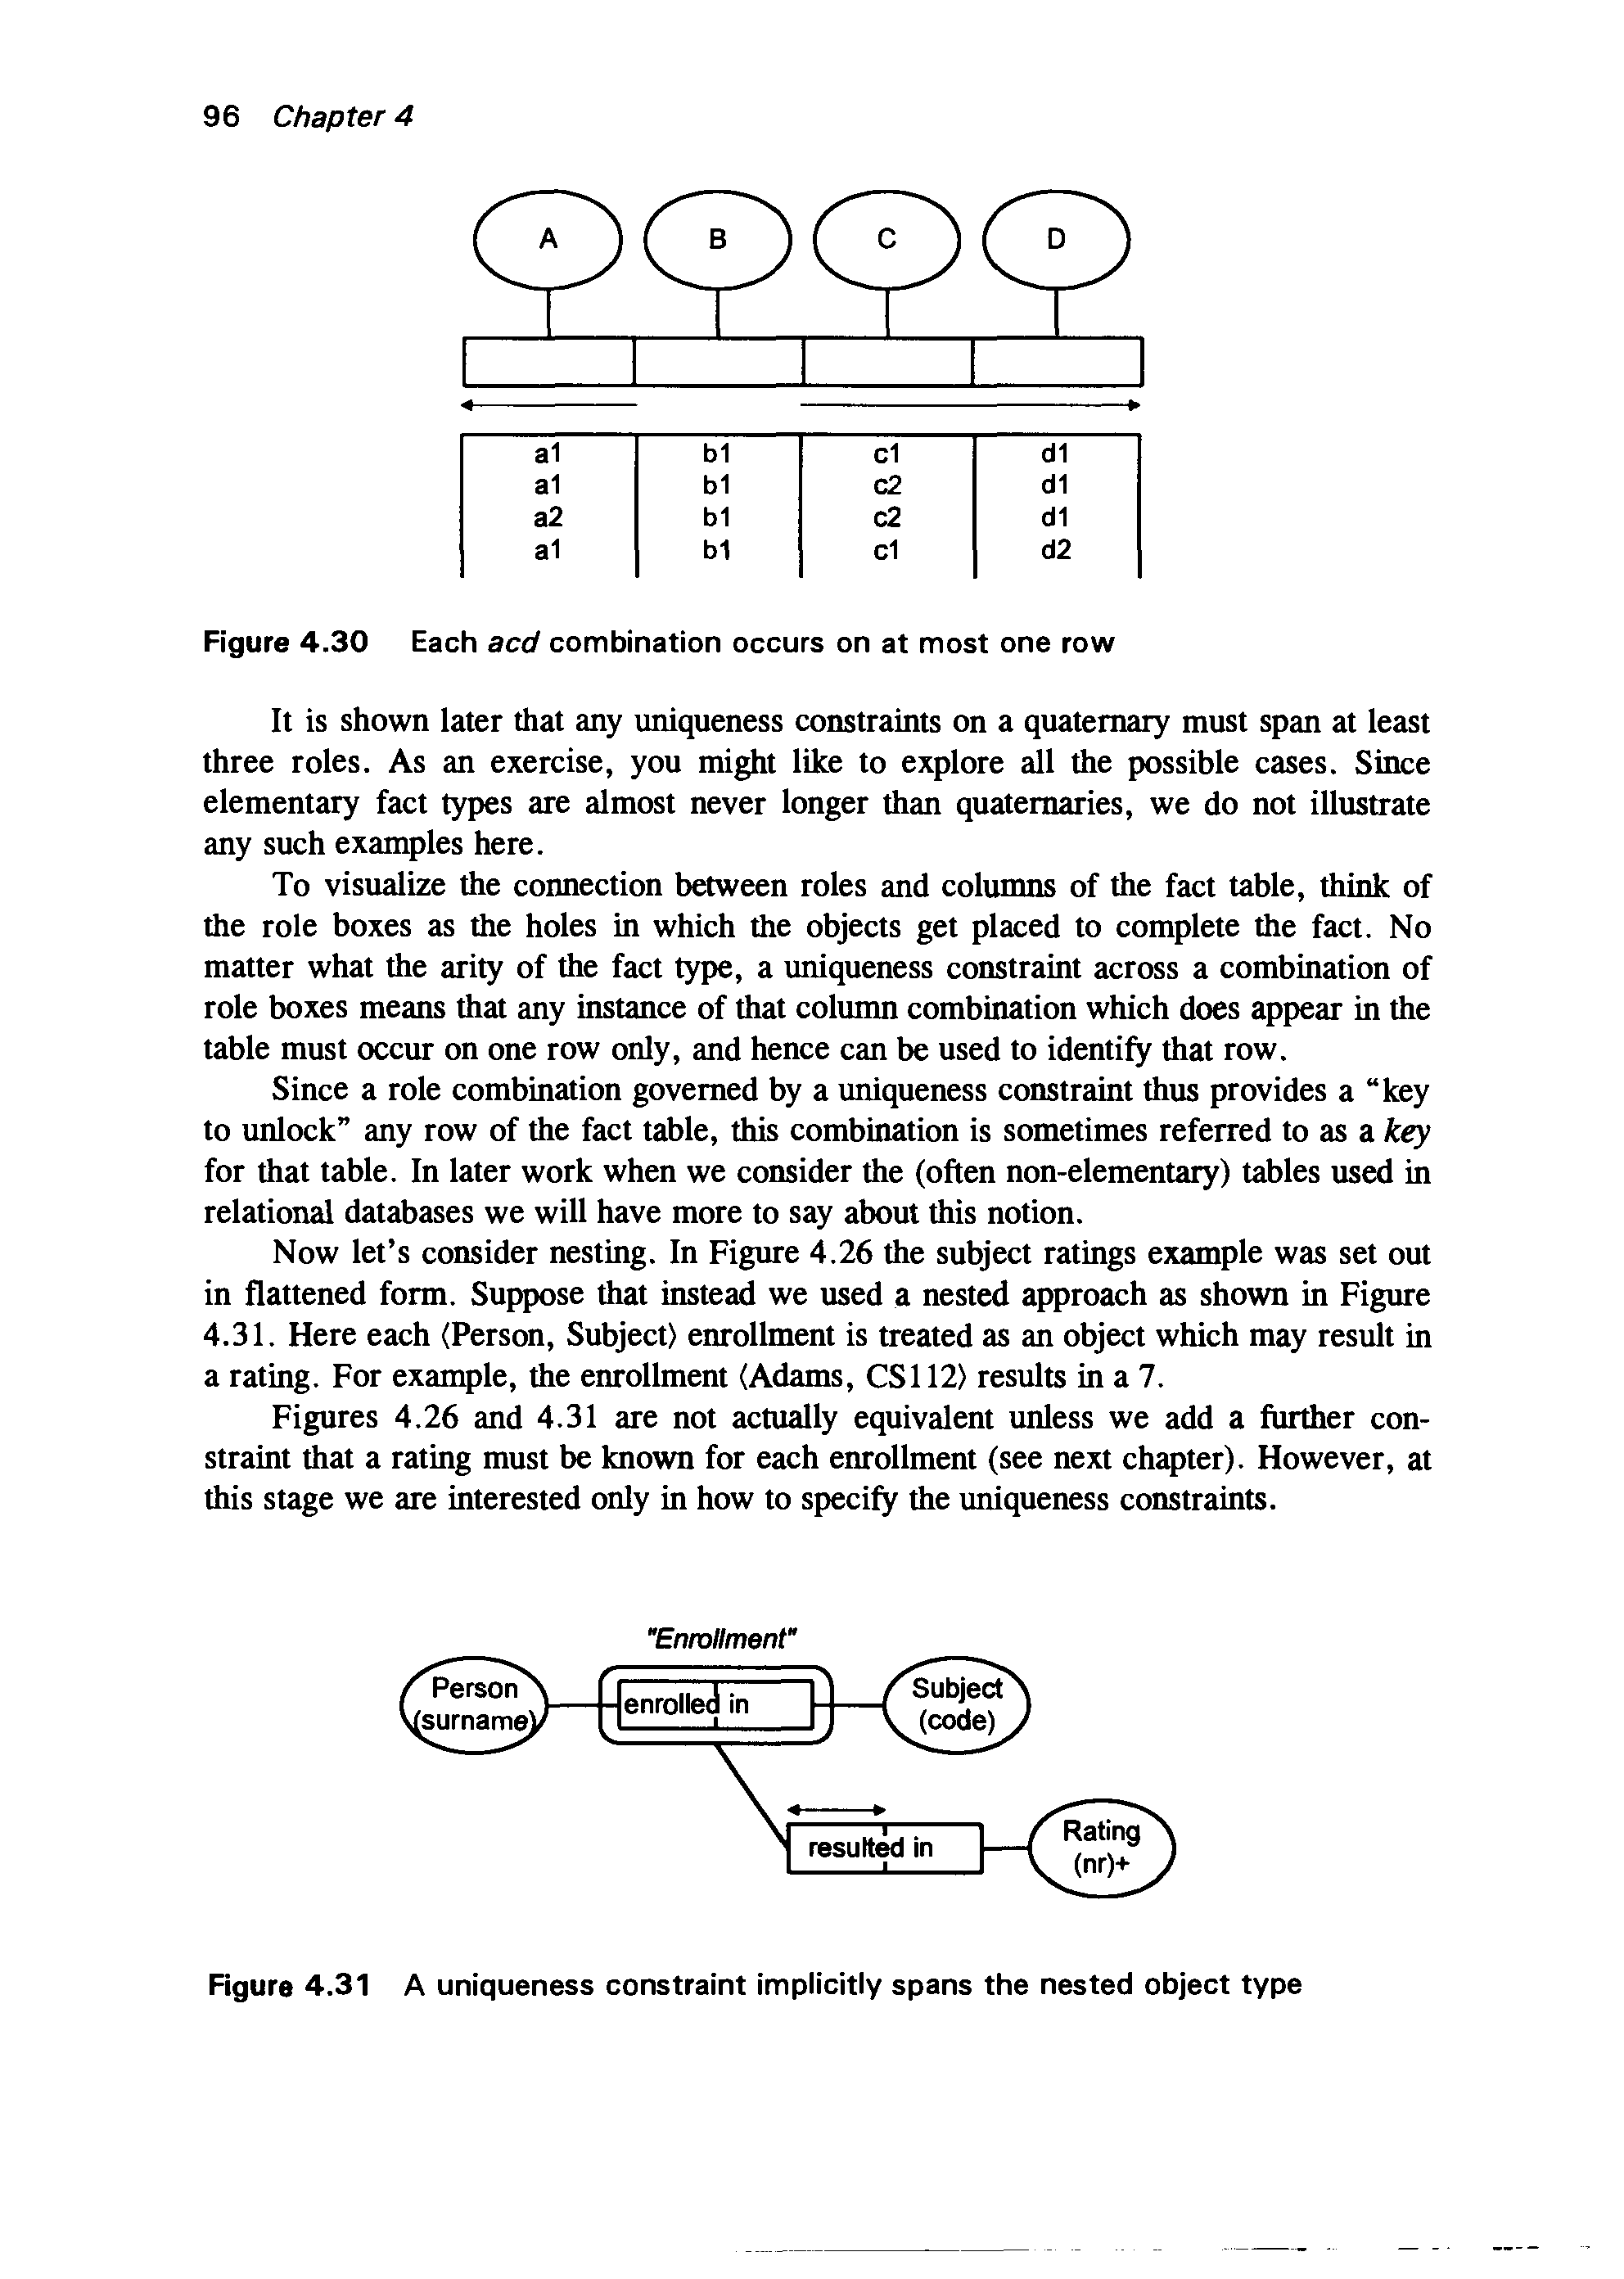 96 Chapter 4
A B C D
a1 b1 c1 d1
a1 b1 c2 d1
a2 b1 c2 d1
a1 b1 c1 d2
Figure 4.30 Each acd combination occurs on at most one row
It is shown later that any uniqueness constraints on a quaternary must span at least
three roles. As an exercise, you might like to explore all the possible cases. Since
elementary fact types are almost never longer than quaternaries, we do not illustrate
any such examples here.
To visualize the connection between roles and columns of the fact table, think of
the role boxes as the holes in which the objects get placed to complete the fact. No
matter what the arity of the fact type, a uniqueness constraint across a combination of
role boxes means that any instance of that column combination which does appear in the
table must occur on one row only, and hence can be used to identify that row.
Since a role combination governed by a uniqueness constraint thus provides a “key
to unlock” any row of the fact table, this combination is sometimes referred to as a key
for that table. In later work when we consider the (often non-elementary) tables used in
relational databases we will have more to say about this notion.
Now let’s consider nesting. In Figure 4.26 the subject ratings example was set out
in flattened form. Suppose that instead we used a nested approach as shown in Figure
4.31. Here each ⟨Person, Subject⟩ enrollment is treated as an object which may result in
a rating. For example, the enrollment ⟨Adams, CS112⟩ results in a 7.
Figures 4.26 and 4.31 are not actually equivalent unless we add a further con-
straint that a rating must be known for each enrollment (see next chapter). However, at
this stage we are interested only in how to specify the uniqueness constraints.
"Enrollment"
Person
(surname)
enrolled in
Subject
(code)
resulted in
Rating
(nr)+
Figure 4.31 A uniqueness constraint implicitly spans the nested object type